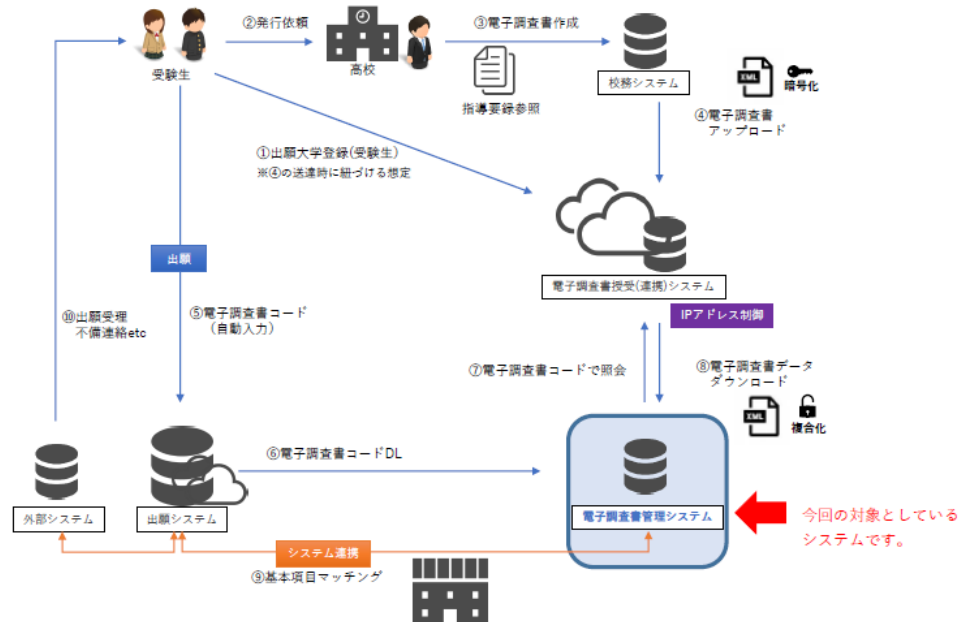 ②発行依頼
③電子調査書作成
受験生
高校
指導要録参照
校務システム
XML
暗号化
④電子調査書
アップロード
①出願大学登録(受験生)
※④の送達時に紐づける想定
出願
電子調査書授受(連携)システム
IPアドレス制御
⑩出願受理
不備連絡etc
⑤電子調査書コード
(自動入力)
⑦電子調査書コードで照会
⑧電子調査書データ
ダウンロード
XML
複合化
⑥電子調査書コードDL
外部システム
出願システム
電子調査書管理システム
今回の対象としている
システムです。
システム連携
⑨基本項目マッチング